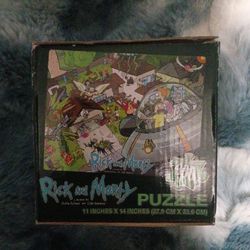 RICK AND MORTY
RICK AND MORTY
PUZZLE
11 INCHES X 14 INCHES (27.9 CM X 35.6 CM)